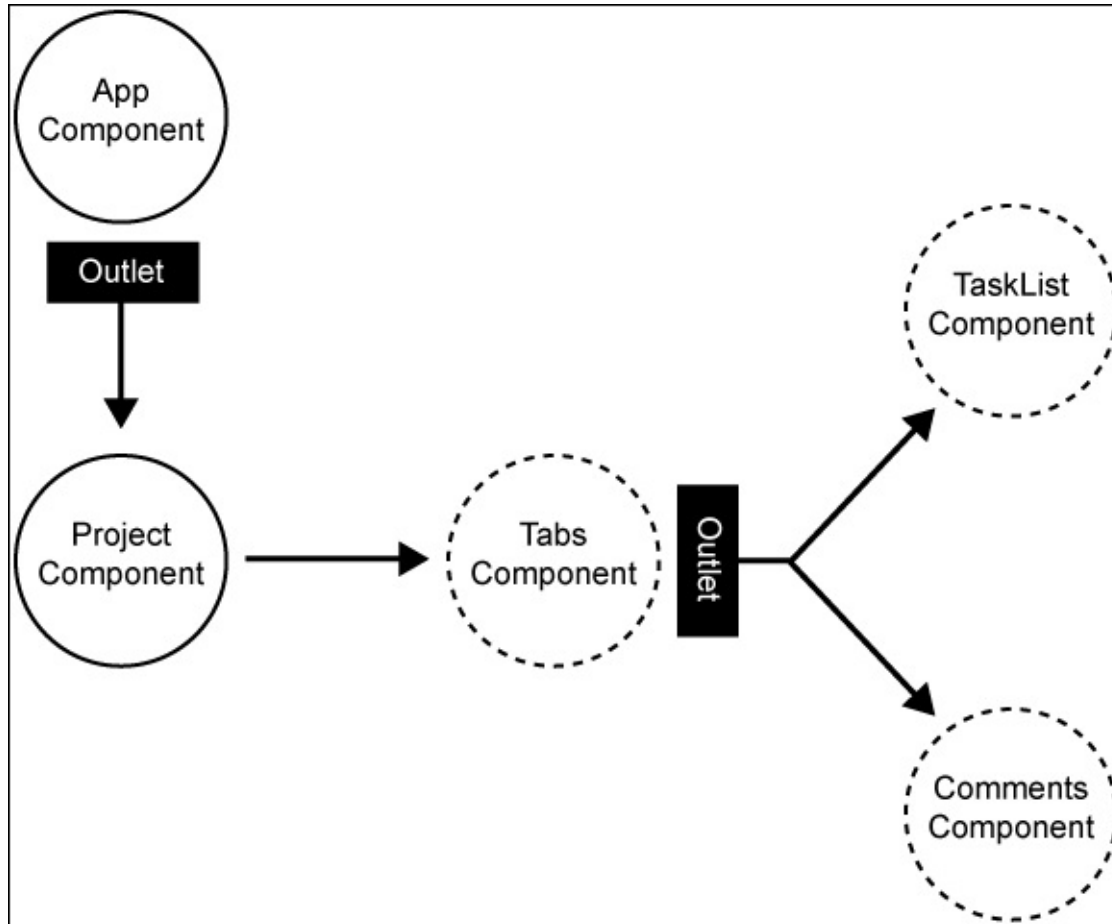 App
Component
Outlet
TaskList
Component
Project
Component
Tabs
Component
Outlet
Comments
Component